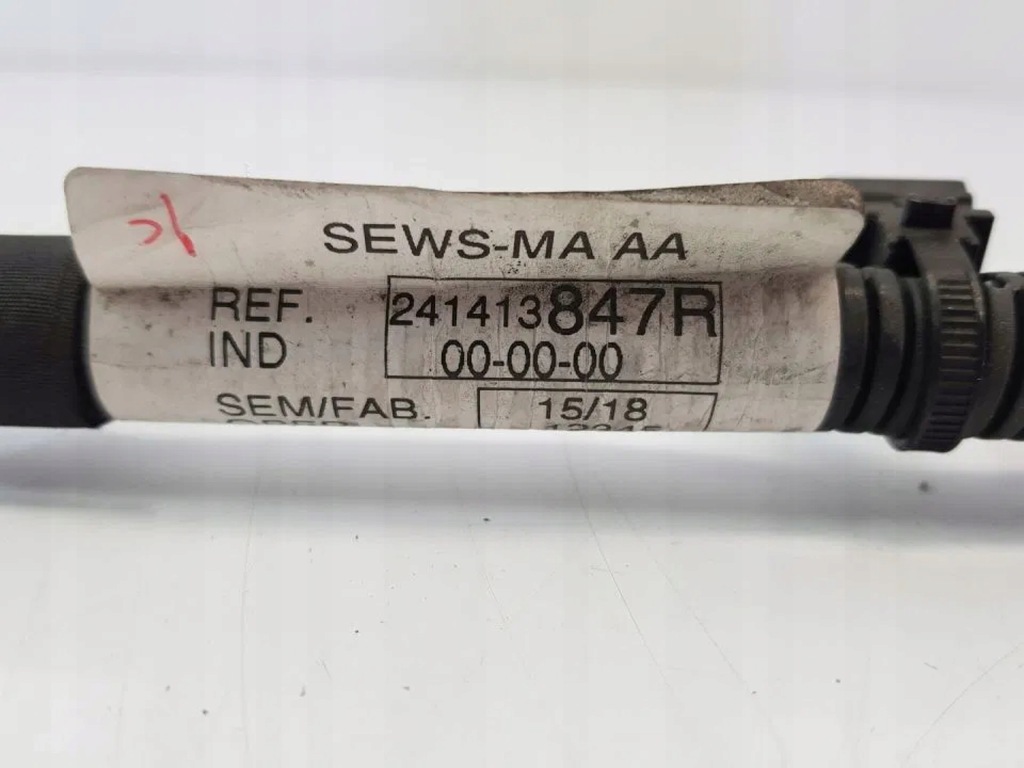 SEWS-MA AA
REF. 241413847R
IND 00-00-00
SEM/FAB. 15/18